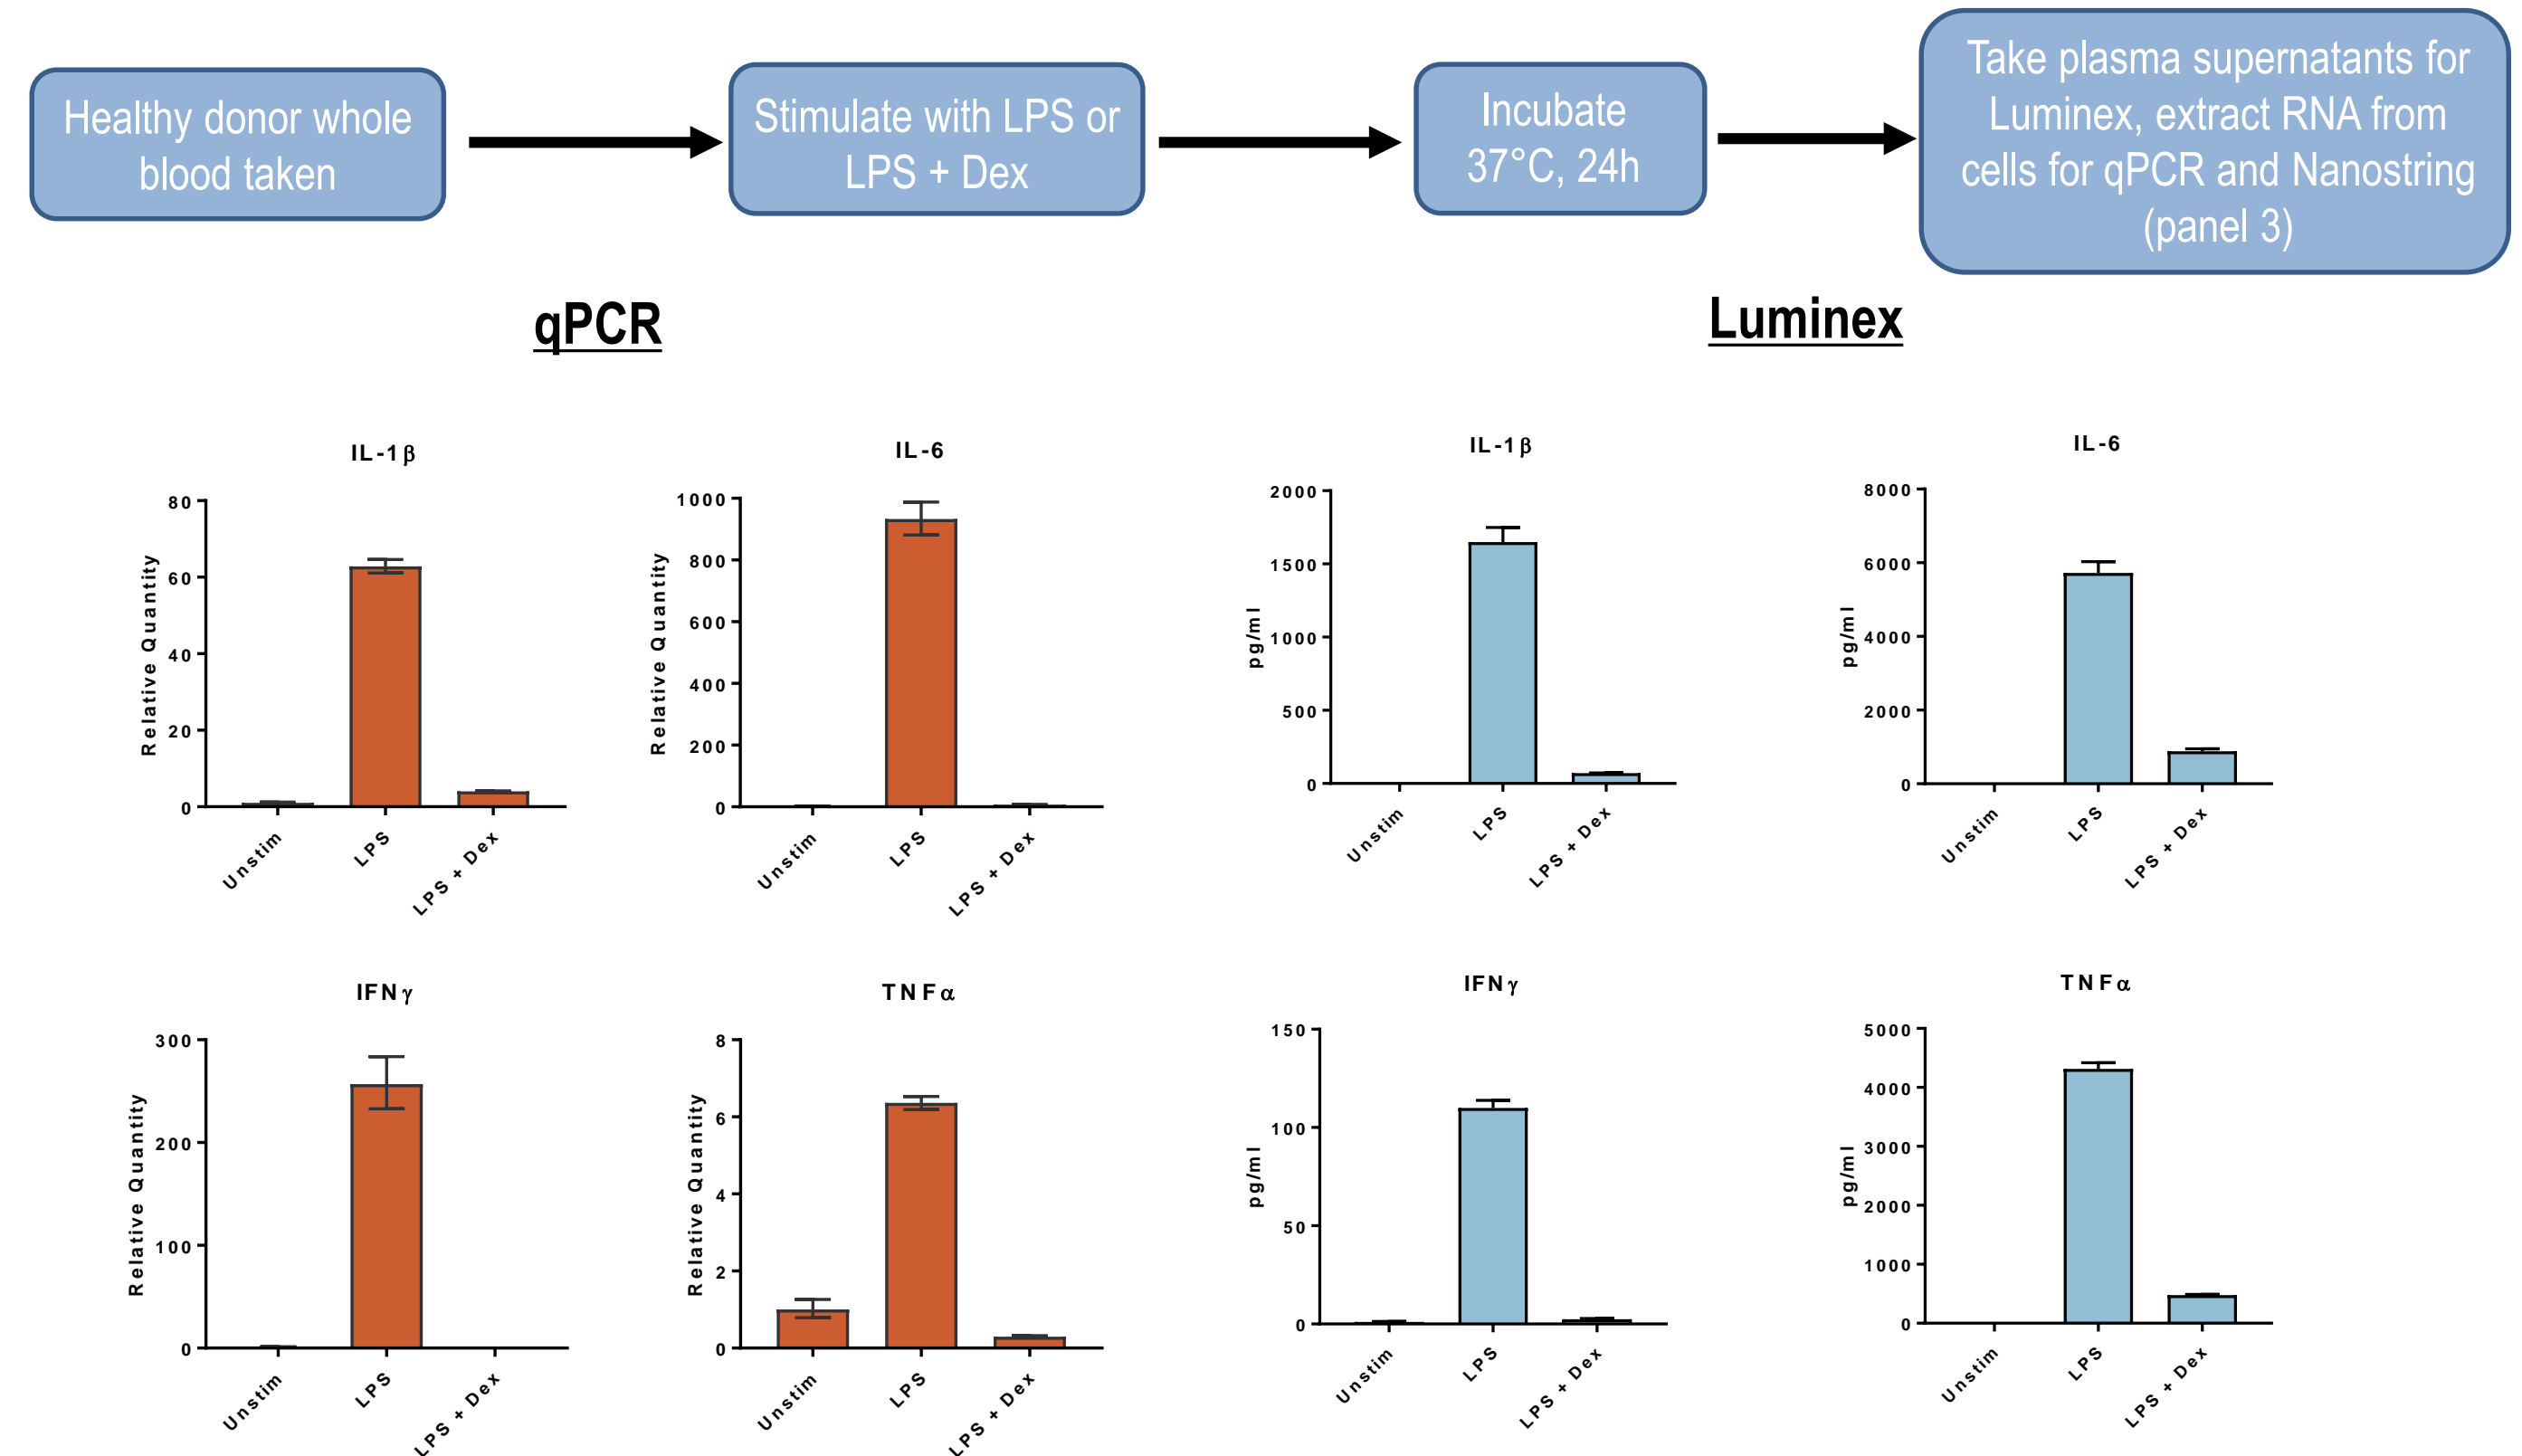 Healthy donor whole
blood taken
Stimulate with LPS or
LPS + Dex
Incubate
37°C, 24h
Take plasma supernatants for
Luminex, extract RNA from
cells for qPCR and Nanostring
(panel 3)
qPCR
Luminex
IL-1β
Relative Quantity
80
60
40
20
0
Unstim
LPS
LPS + Dex
IL-6
Relative Quantity
1000
800
600
400
200
0
Unstim
LPS
LPS + Dex
IL-1β
pg/ml
2000
1500
1000
500
0
Unstim
LPS
LPS + Dex
IL-6
pg/ml
8000
6000
4000
2000
0
Unstim
LPS
LPS + Dex
IFNγ
Relative Quantity
300
200
100
0
Unstim
LPS
LPS + Dex
TNFα
Relative Quantity
8
6
4
2
0
Unstim
LPS
LPS + Dex
IFNγ
pg/ml
150
100
50
0
Unstim
LPS
LPS + Dex
TNFα
pg/ml
5000
4000
3000
2000
1000
0
Unstim
LPS
LPS + Dex